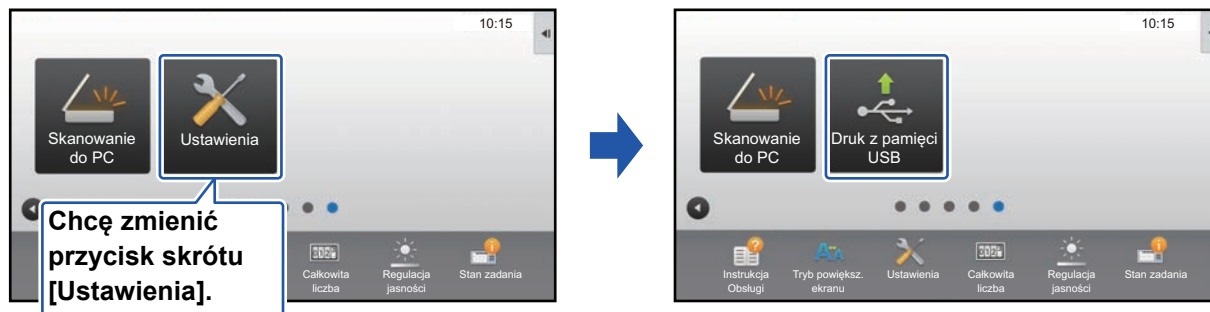 10:15
Skanowanie
do PC
Ustawienia
Chcę zmienić
przycisk skrótu
[Ustawienia].
Całkowita
liczba
Regulacja
jasności
Stan zadania
10:15
Skanowanie
do PC
Druk z pamięci
USB
Instrukcja
Obsługi
Tryb powiększ.
ekranu
Ustawienia
Całkowita
liczba
Regulacja
jasności
Stan zadania